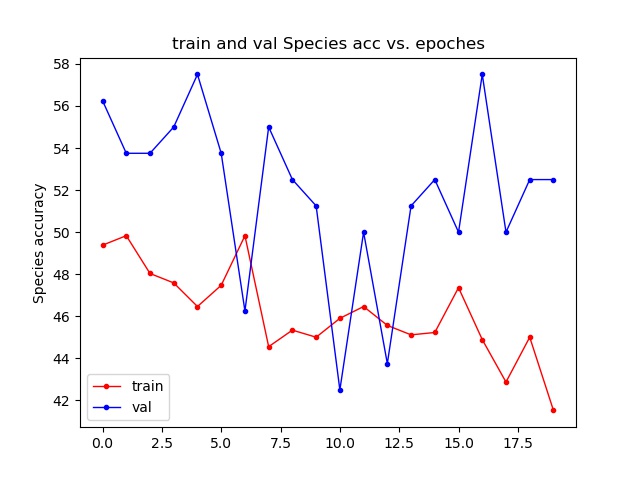 train and val Species acc vs. epoches
58
56
54
52
50
48
46
44
42
Species accuracy
train
val
0.0 2.5 5.0 7.5 10.0 12.5 15.0 17.5